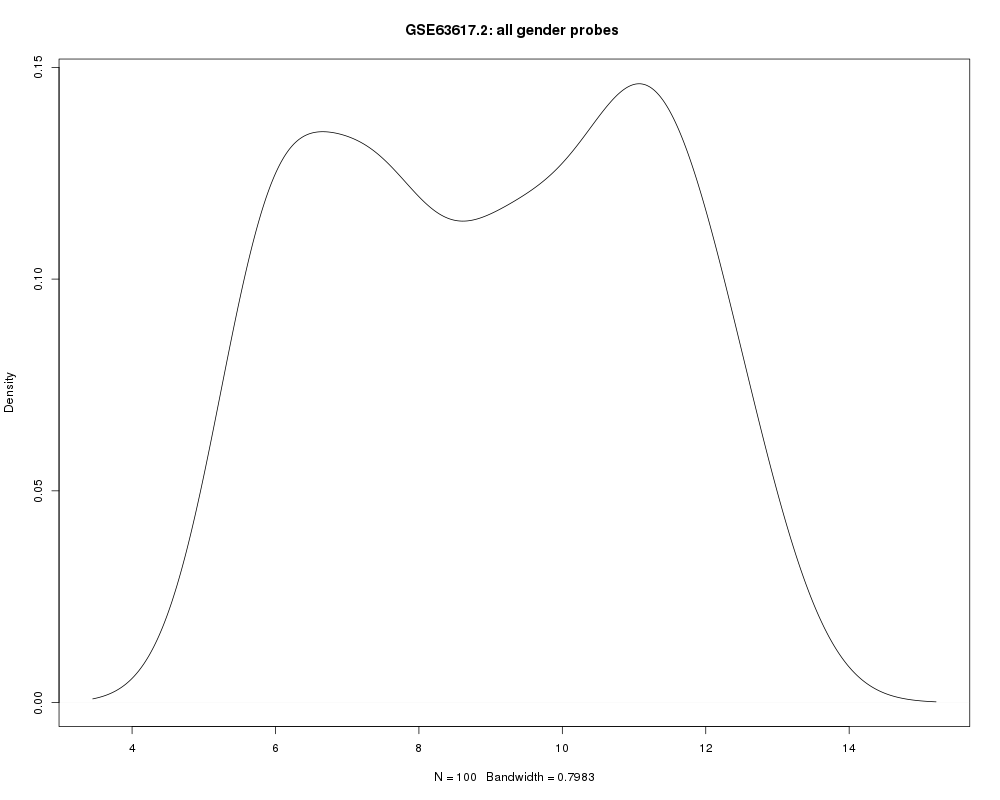 GSE63617.2: all gender probes
Density
0.15
0.10
0.05
0.00
4 6 8 10 12 14
N = 100 Bandwidth = 0.7983